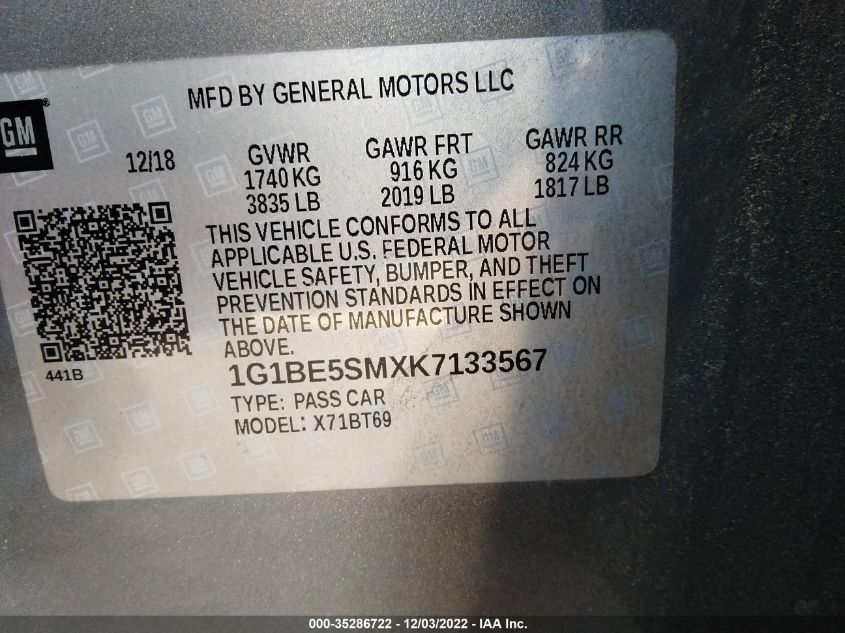 MFD BY GENERAL MOTORS LLC
GM
12/18
GVWR GAWR FRT GAWR RR
1740 KG 916 KG 824 KG
3835 LB 2019 LB 1817 LB
THIS VEHICLE CONFORMS TO ALL
APPLICABLE U.S. FEDERAL MOTOR
VEHICLE SAFETY, BUMPER, AND THEFT
PREVENTION STANDARDS IN EFFECT ON
THE DATE OF MANUFACTURE SHOWN
ABOVE.
441B
1G1BE5SMXK7133567
TYPE: PASS CAR
MODEL: X71BT69
000-35286722 - 12/03/2022 - IAA Inc.